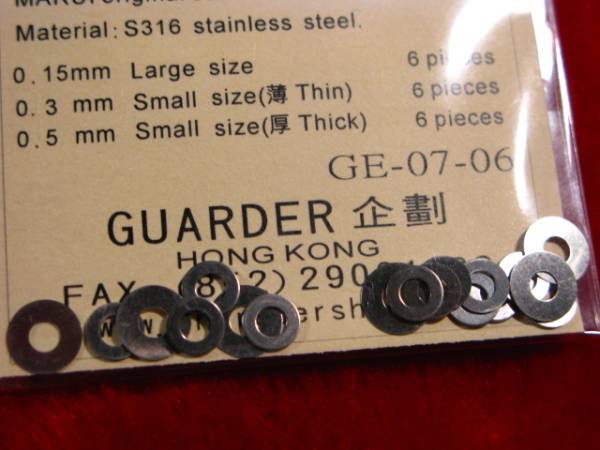 Material: S316 stainless steel.
0.15mm Large size 6 pieces
0.3 mm Small size(薄 Thin) 6 pieces
0.5 mm Small size(厚 Thick) 6 pieces
GE-07-06
GUARDER 企劃
HONG KONG
FAX